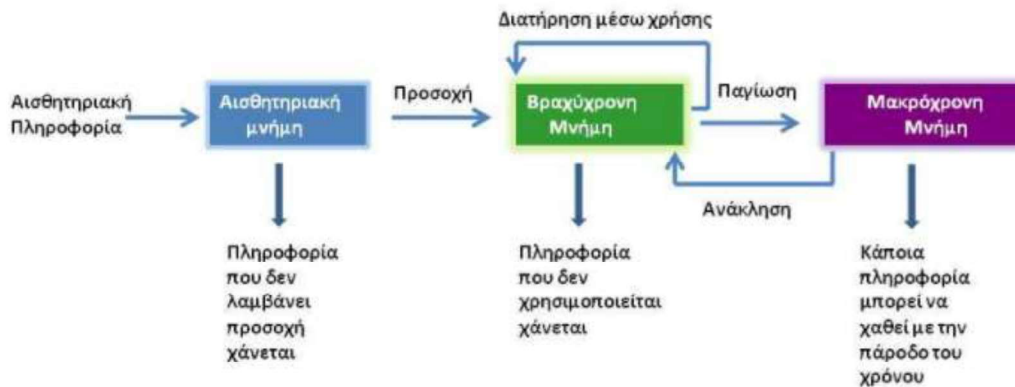 Διατήρηση μέσω χρήσης
Αισθητηριακή
Πληροφορία
Αισθητηριακή
μνήμη
Προσοχή
Βραχύχρονη
Μνήμη
Παγίωση
Μακρόχρονη
Μνήμη
Ανάκληση
Πληροφορία
που δεν
λαμβάνει
προσοχή
χάνεται
Πληροφορία
που δεν
χρησιμοποιείται
χάνεται
Κάποια
πληροφορία
μπορεί να
χαθεί με την
πάροδο του
χρόνου